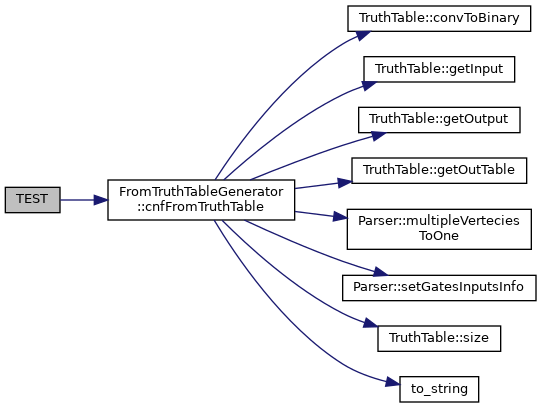 TEST
FromTruthTableGenerator
::cnfFromTruthTable
TruthTable::convToBinary
TruthTable::getInput
TruthTable::getOutput
TruthTable::getOutTable
Parser::multipleVertecies
ToOne
Parser::setGatesInputsInfo
TruthTable::size
to_string